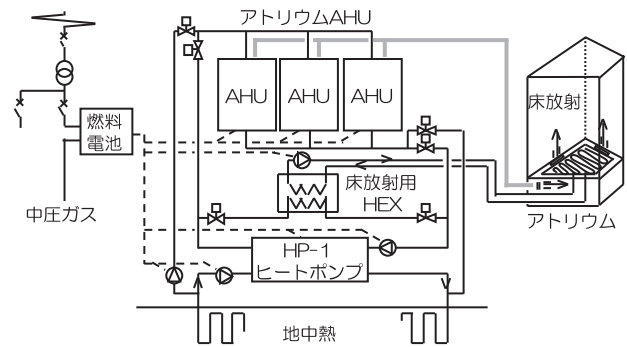 アトリウムAHU
AHU
AHU
AHU
床放射
燃料
電池
床放射用
HEX
中圧ガス
アトリウム
HP-1
ヒートポンプ
地中熱